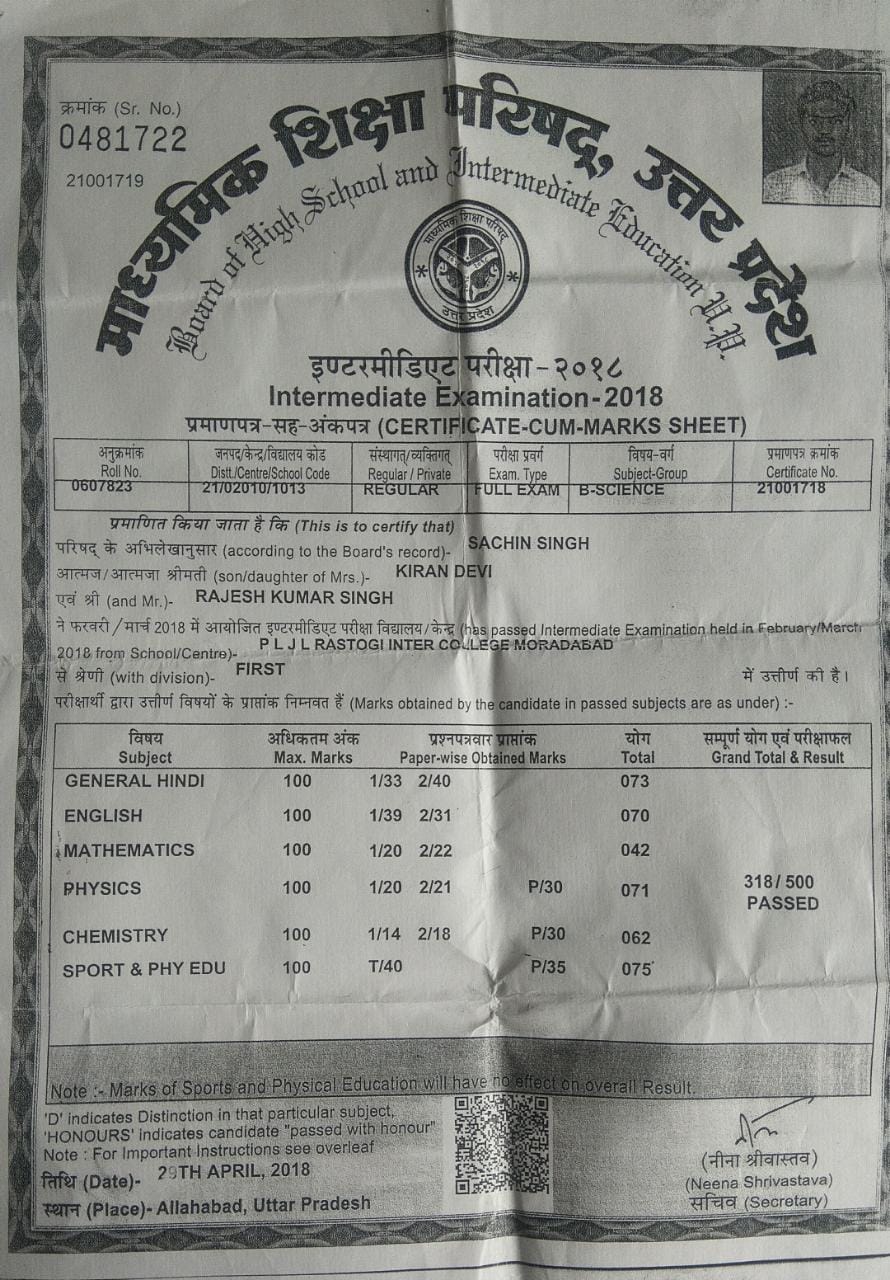 क्रमांक (Sr. No.)
0481722
21001719
माध्यमिक शिक्षा परिषद्, उत्तर प्रदेश
Board of High School and Intermediate Education U.P.
माध्यमिक शिक्षा परिषद्
उत्तर प्रदेश
इण्टरमीडिएट परीक्षा-२०१८
Intermediate Examination-2018
प्रमाणपत्र-सह-अंकपत्र (CERTIFICATE-CUM-MARKS SHEET)
अनुक्रमांक जनपद/केन्द्र/विद्यालय कोड संस्थागत्/व्यक्तिगत् परीक्षा प्रवर्ग विषय-वर्ग प्रमाणपत्र क्रमांक
Roll No. Distt./Centre/School Code Regular / Private Exam. Type Subject-Group Certificate No.
0607823 21/02010/1013 REGULAR FULL EXAM B-SCIENCE 21001718
प्रमाणित किया जाता है कि (This is to certify that)
परिषद् के अभिलेखानुसार (according to the Board's record)- SACHIN SINGH
आत्मज/आत्मजा श्रीमती (son/daughter of Mrs.)- KIRAN DEVI
एवं श्री (and Mr.)- RAJESH KUMAR SINGH
ने फरवरी/मार्च 2018 में आयोजित इण्टरमीडिएट परीक्षा विद्यालय/केन्द्र (has passed Intermediate Examination held in February/March
2018 from School/Centre)- P L J L RASTOGI INTER COLLEGE MORADABAD
से श्रेणी (with division)- FIRST में उत्तीर्ण की है।
परीक्षार्थी द्वारा उत्तीर्ण विषयों के प्राप्तांक निम्नवत हैं (Marks obtained by the candidate in passed subjects are as under) :-
विषय अधिकतम अंक प्रश्नपत्रवार प्राप्तांक योग सम्पूर्ण योग एवं परीक्षाफल
Subject Max. Marks Paper-wise Obtained Marks Total Grand Total & Result
GENERAL HINDI 100 1/33 2/40 073
ENGLISH 100 1/39 2/31 070
MATHEMATICS 100 1/20 2/22 042
PHYSICS 100 1/20 2/21 P/30 071 318/ 500
PASSED
CHEMISTRY 100 1/14 2/18 P/30 062
SPORT & PHY EDU 100 T/40 P/35 075
Note :- Marks of Sports and Physical Education will have no effect on overall Result.
'D' indicates Distinction in that particular subject,
'HONOURS' indicates candidate "passed with honour"
Note : For Important Instructions see overleaf
तिथि (Date)- 29TH APRIL, 2018
स्थान (Place)- Allahabad, Uttar Pradesh
(नीना श्रीवास्तव)
(Neena Shrivastava)
सचिव (Secretary)